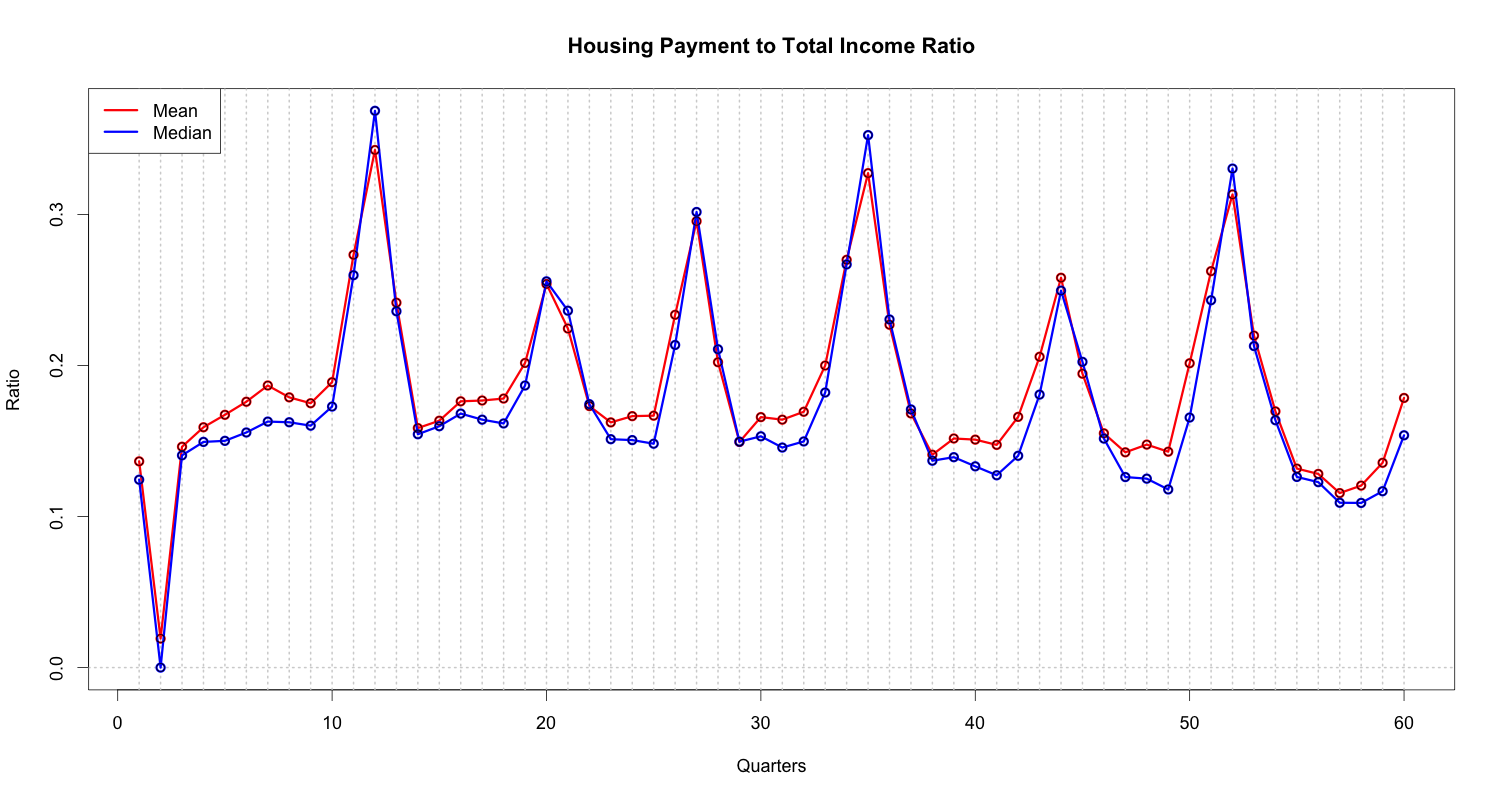 Housing Payment to Total Income Ratio
Mean
Median
Ratio
0.3
0.2
0.1
0.0
0 10 20 30 40 50 60
Quarters